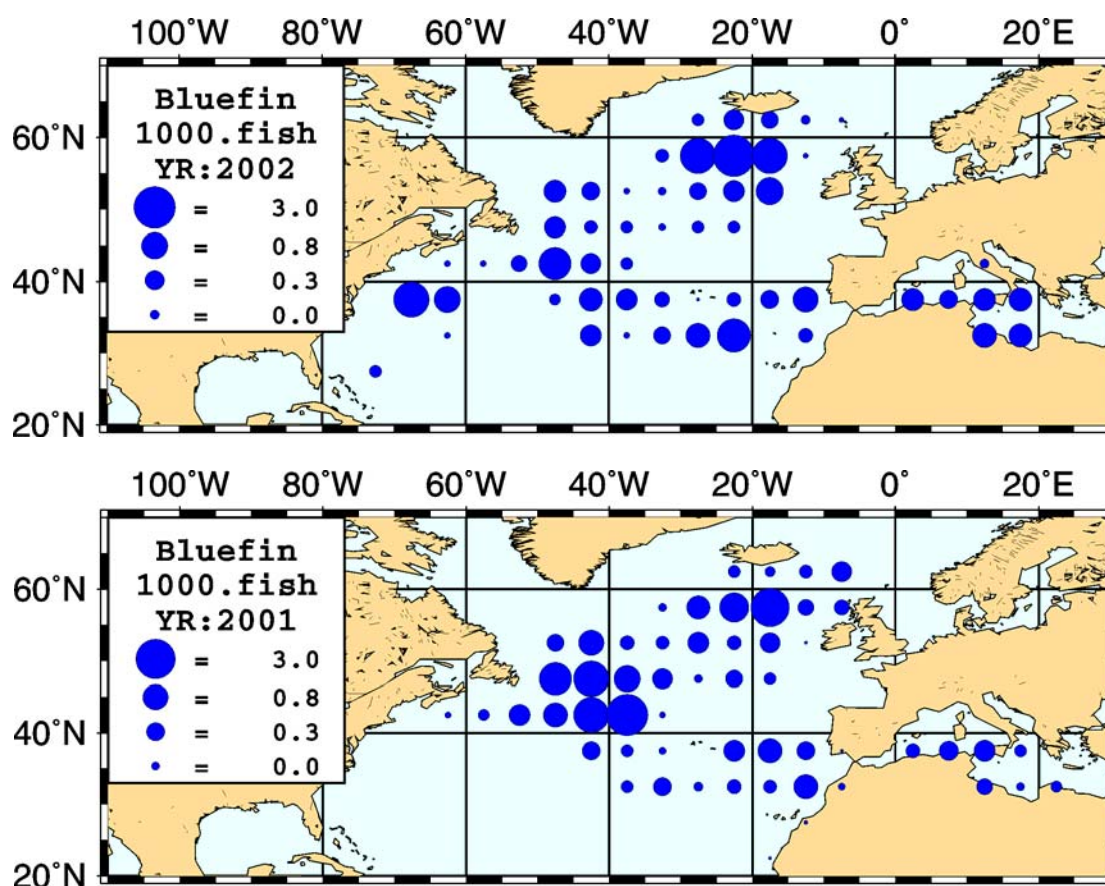 100°W 80°W 60°W 40°W 20°W 0° 20°E
Bluefin
1000.fish
YR:2002
= 3.0
= 0.8
= 0.3
= 0.0
60°N
40°N
20°N
100°W 80°W 60°W 40°W 20°W 0° 20°E
Bluefin
1000.fish
YR:2001
= 3.0
= 0.8
= 0.3
= 0.0
60°N
40°N
20°N